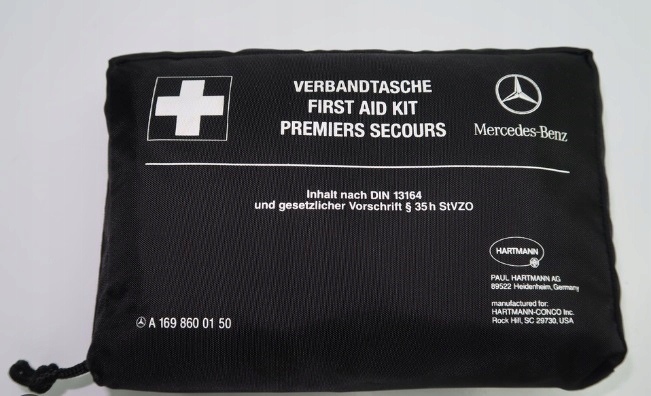 VERBANDTASCHE
FIRST AID KIT
PREMIERS SECOURS
Mercedes-Benz
Inhalt nach DIN 13164
und gesetzlicher Vorschrift § 35h StVZO
HARTMANN
PAUL HARTMANN AG
89522 Heidenheim, Germany
manufactured for:
HARTMANN-CONCO Inc.
Rock Hill, SC 29730, USA
A 169 860 01 50